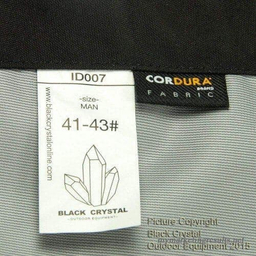 ID007
-size-
MAN
41-43#
www.blackcrystalonline.com
BLACK CRYSTAL
-OUTDOOR EQUIPMENT-
CORDURA
BRAND
FABRIC
Picture Copyright
Black Crystal
Outdoor Equipment 2015